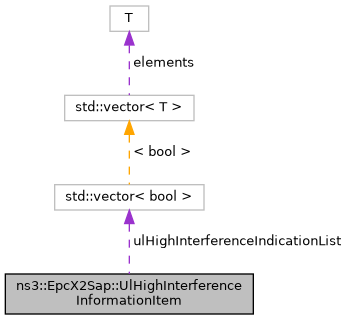 T
elements
std::vector< T >
< bool >
std::vector< bool >
ulHighInterferenceIndicationList
ns3::EpcX2Sap::UlHighInterference
InformationItem